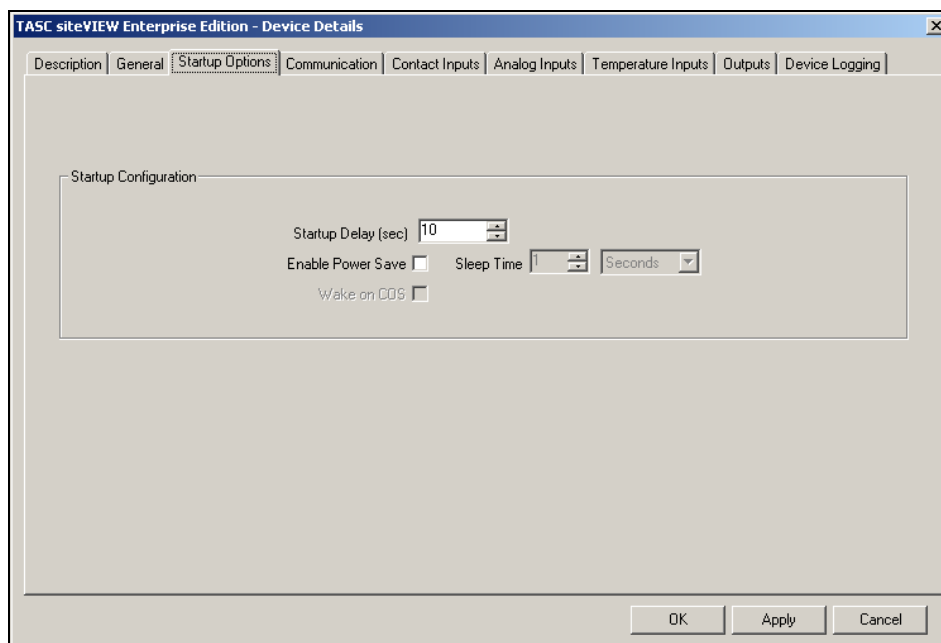 TASC siteVIEW Enterprise Edition - Device Details
Description General Startup Options Communication Contact Inputs Analog Inputs Temperature Inputs Outputs Device Logging
Startup Configuration
Startup Delay (sec) 10
Enable Power Save Sleep Time 1 Seconds
Wake on COS
OK Apply Cancel